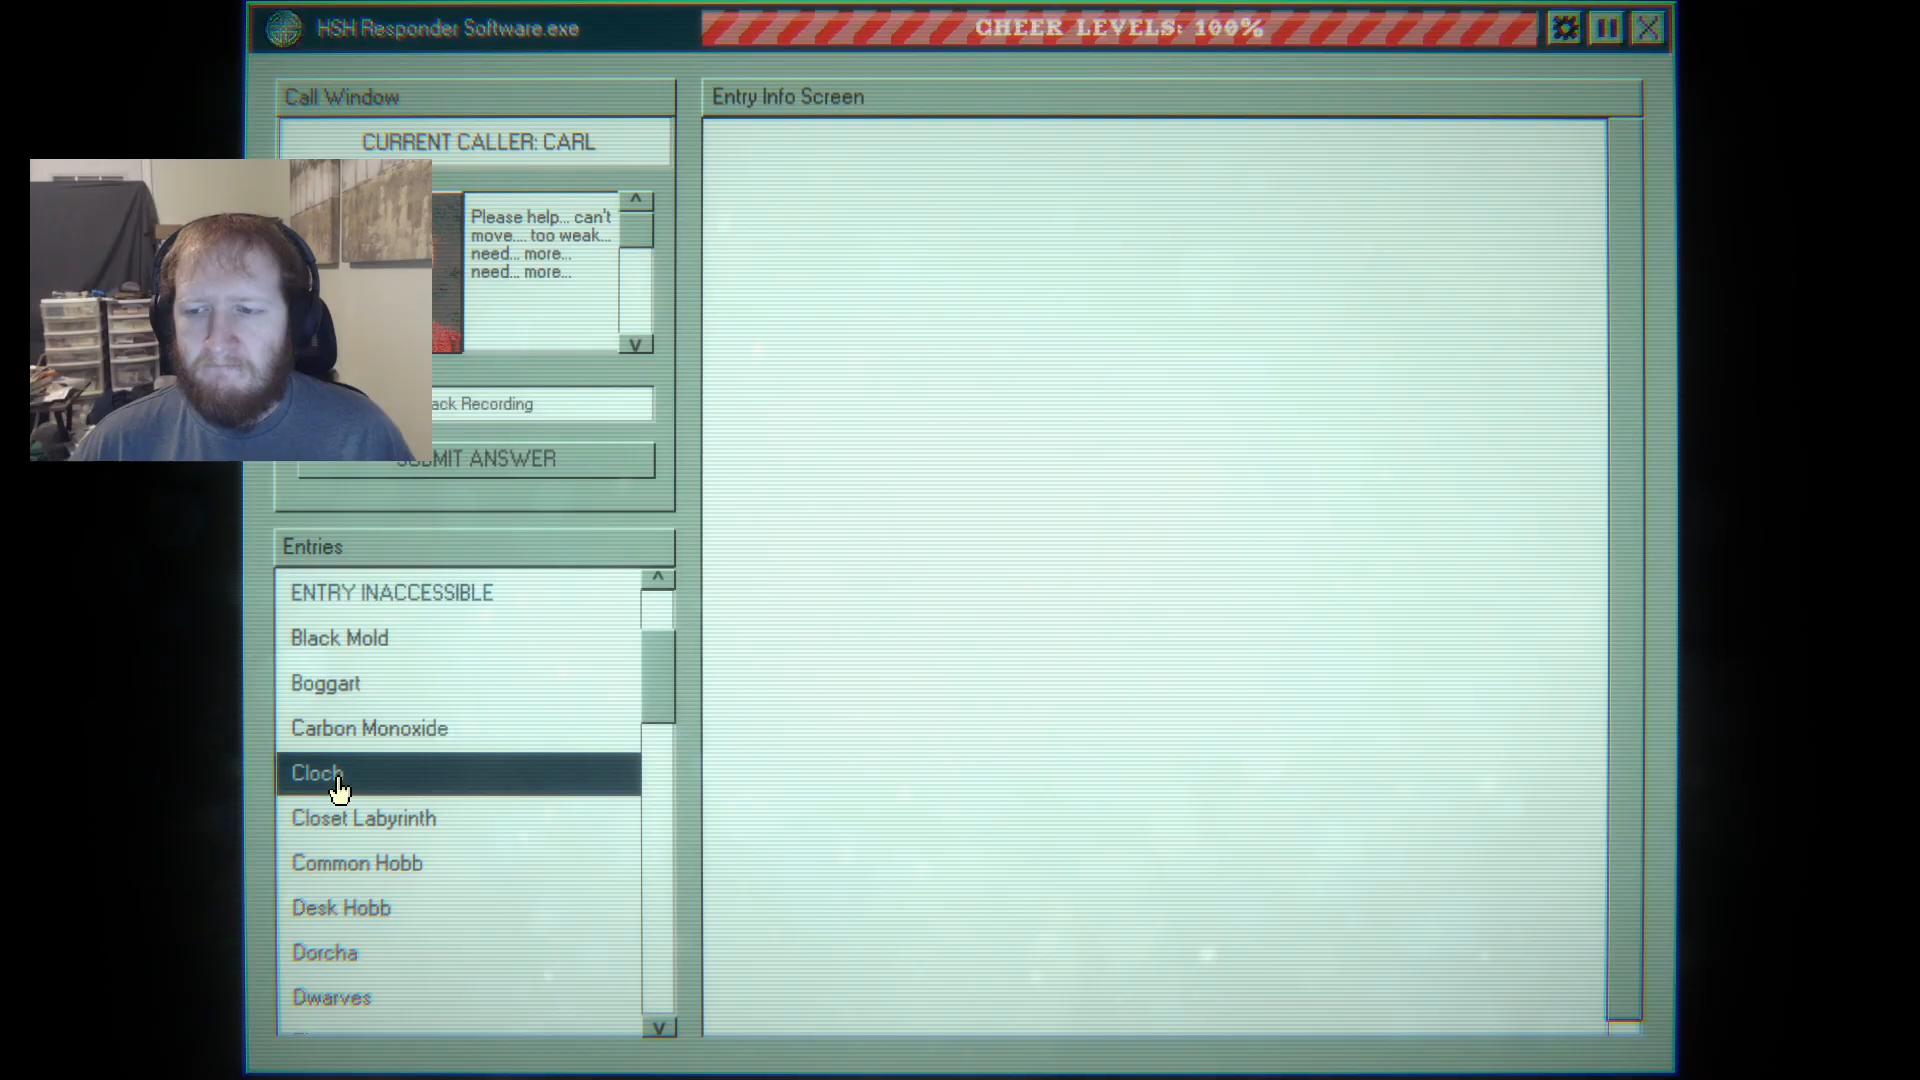 HSH Responder Software.exe
CHEER LEVELS: 100%
Call Window
CURRENT CALLER: CARL
Please help... can't
move.... too weak...
need... more...
need... more...
ack Recording
SUBMIT ANSWER
Entries
ENTRY INACCESSIBLE
Black Mold
Boggart
Carbon Monoxide
Closet Labyrinth
Common Hobb
Desk Hobb
Dorcha
Dwarves
Entry Info Screen